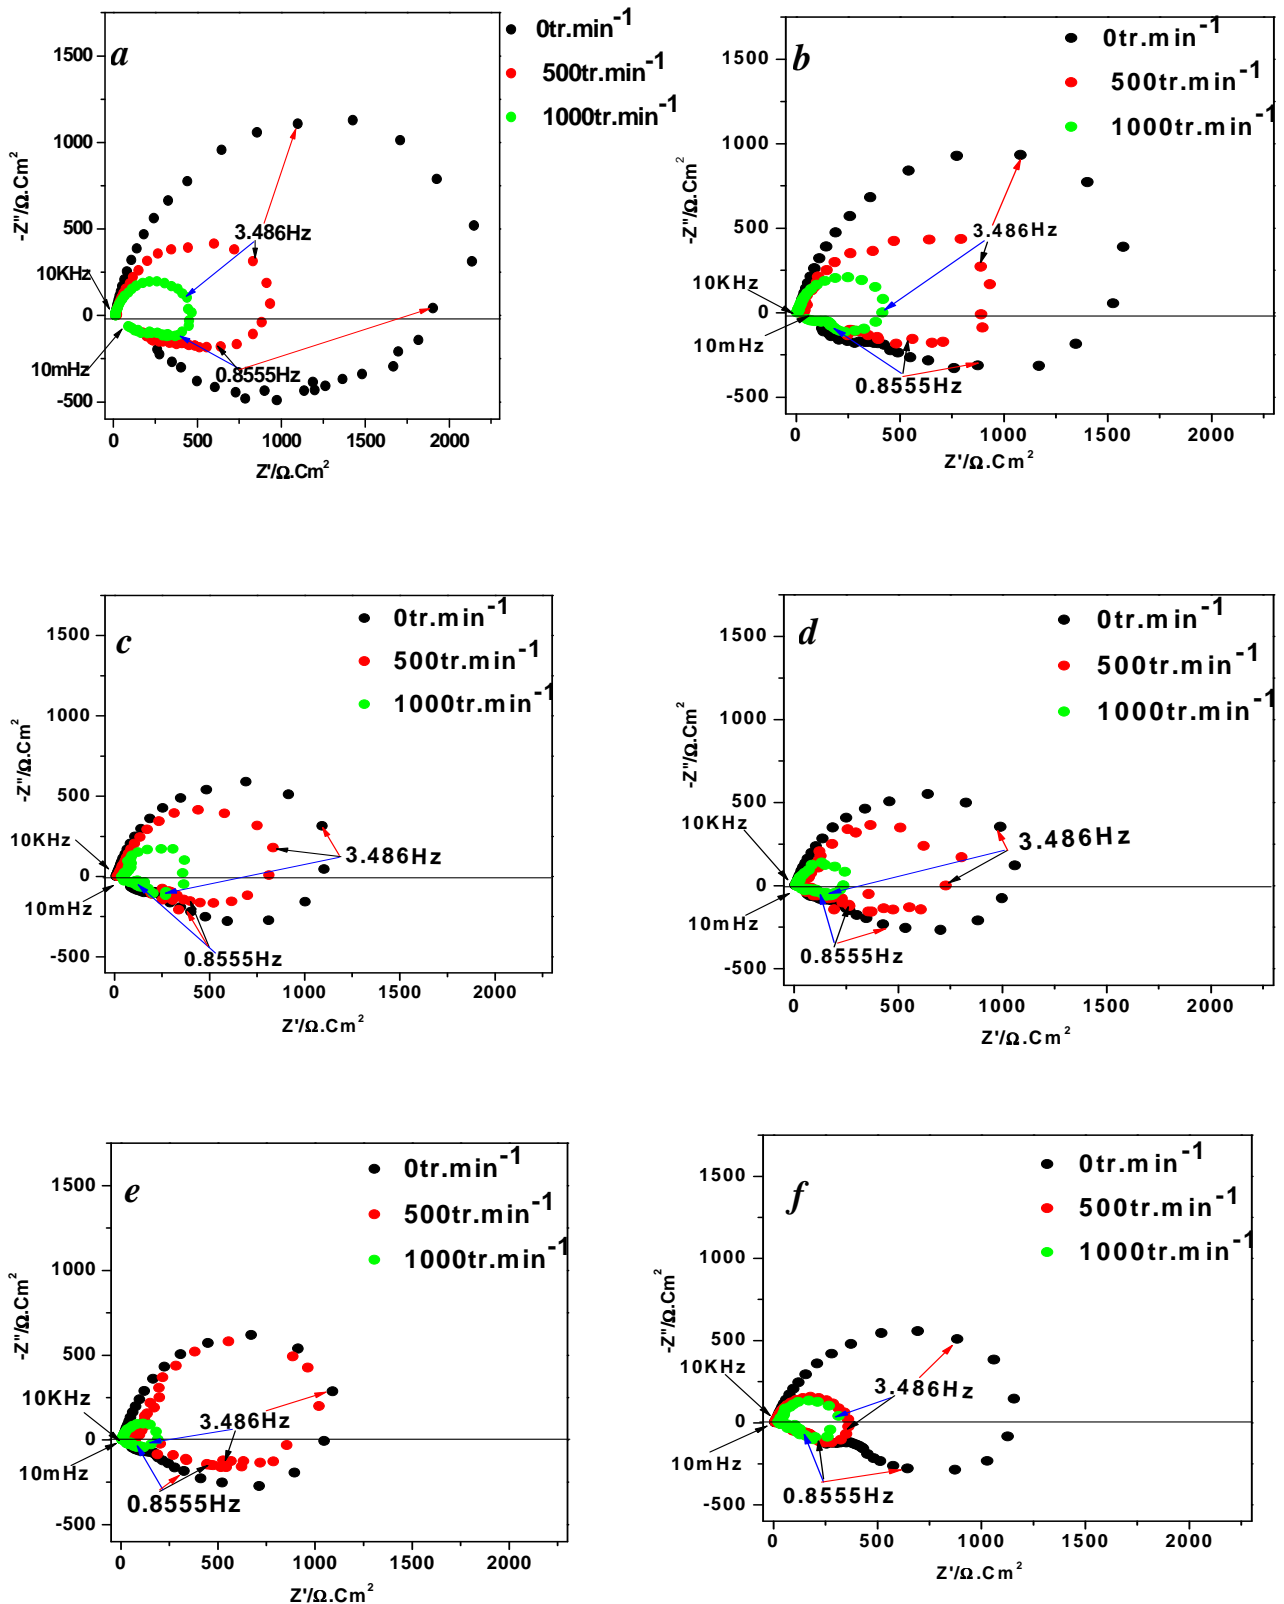 a
0tr.min⁻¹
500tr.min⁻¹
1000tr.min⁻¹
-Z"/Ω.Cm²
1500
1000
500
0
-500
3.486Hz
10KHz
10mHz
0.8555Hz
0 500 1000 1500 2000
Z'/Ω.Cm²
b
0tr.min⁻¹
500tr.min⁻¹
1000tr.min⁻¹
-Z"/Ω.Cm²
1500
1000
500
0
-500
3.486Hz
10KHz
10mHz
0.8555Hz
0 500 1000 1500 2000
Z'/Ω.Cm²
c
0tr.min⁻¹
500tr.min⁻¹
1000tr.min⁻¹
-Z"/Ω.Cm²
1500
1000
500
0
-500
10KHz
3.486Hz
10mHz
0.8555Hz
0 500 1000 1500 2000
Z'/Ω.Cm²
d
0tr.min⁻¹
500tr.min⁻¹
1000tr.min⁻¹
-Z"/Ω.Cm²
1500
1000
500
0
-500
10KHz
3.486Hz
10mHz
0.8555Hz
0 500 1000 1500 2000
Z'/Ω.Cm²
e
0tr.min⁻¹
500tr.min⁻¹
1000tr.min⁻¹
-Z"/Ω.Cm²
1500
1000
500
0
-500
10KHz
3.486Hz
10mHz
0.8555Hz
0 500 1000 1500 2000
Z'/Ω.Cm²
f
0tr.min⁻¹
500tr.min⁻¹
1000tr.min⁻¹
-Z"/Ω.Cm²
1500
1000
500
0
-500
10KHz
3.486Hz
10mHz
0.8555Hz
0 500 1000 1500 2000
Z'/Ω.Cm²